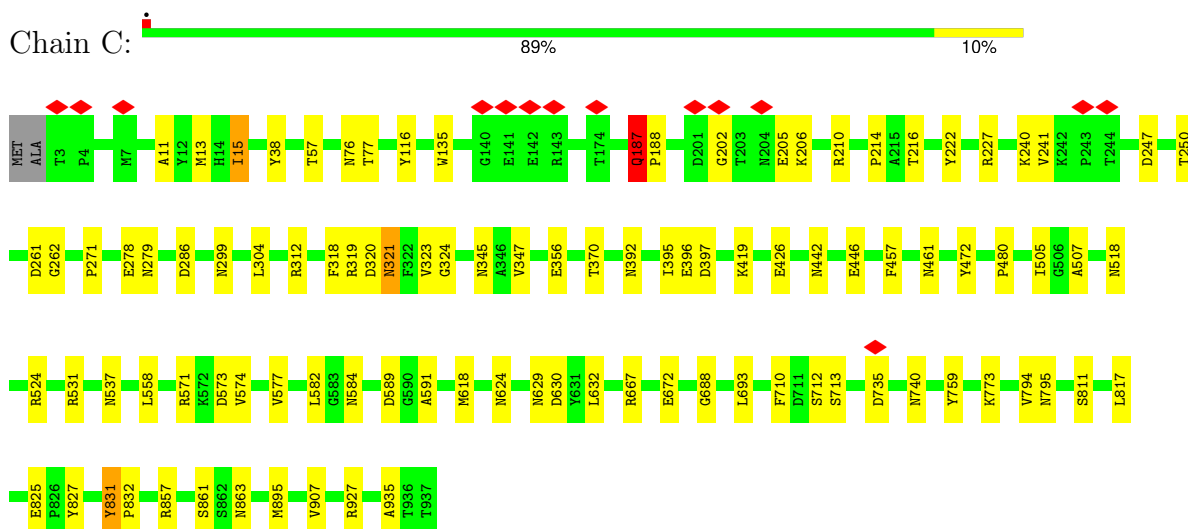 Chain C:
89% 10%
MET ALA T3 P4 M7 A11 Y12 M13 H14 I15 Y38 T57 N76 T77 Y116 W135 G140 E141 E142 R143 T174 Q187 P188 D201 G202 T203 N204 E205 K206 R210 P214 A215 T216 Y222 R227 K240 V241 K242 P243 T244 D247 T250
D261 G262 P271 E278 N279 D286 N299 L304 R312 F318 R319 D320 N321 F322 V323 G324 N345 A346 V347 E356 T370 N392 I395 E396 D397 K419 E426 N442 E446 F457 N461 Y472 P480 I505 G506 A507 N518
R524 R531 N537 L558 R571 K572 D573 V574 V577 L582 G583 N584 D589 G590 A591 M618 N624 N629 D630 Y631 L632 R667 E672 G688 L693 F710 D711 S712 S713 D735 N740 Y759 K773 V794 N795 S811 L817
E825 P826 Y827 Y831 P832 R857 S861 S862 N863 M895 V907 R927 A935 T936 T937